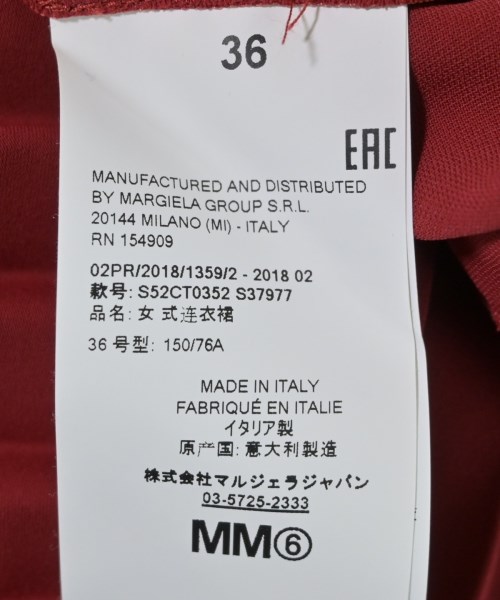 36
EAC
MANUFACTURED AND DISTRIBUTED
BY MARGIELA GROUP S.R.L.
20144 MILANO (MI) - ITALY
RN 154909
02PR/2018/1359/2 - 2018 02
款号: S52CT0352 S37977
品名: 女 式连衣裙
36 号型: 150/76A
MADE IN ITALY
FABRIQUÉ EN ITALIE
イタリア製
原产国: 意大利製造
株式会社マルジェラジャパン
03-5725-2333
MM⑥